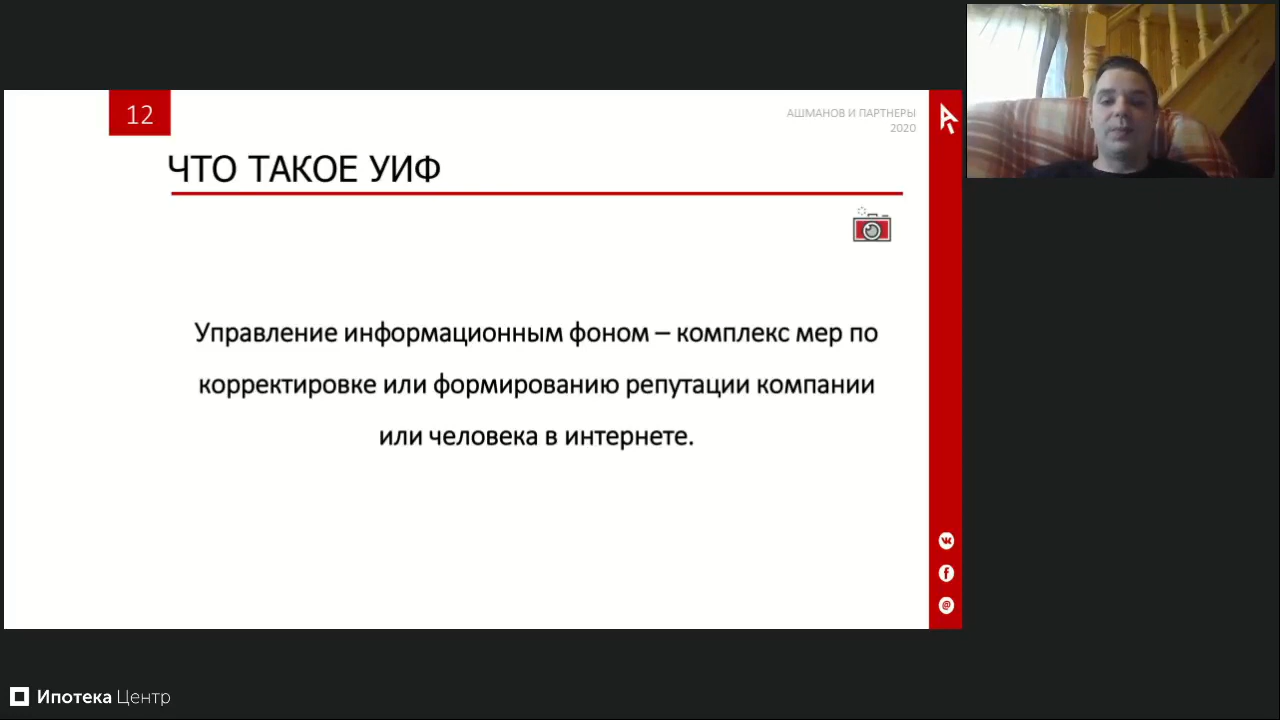 12
АШМАНОВ И ПАРТНЕРЫ
2020
ЧТО ТАКОЕ УИФ
Управление информационным фоном – комплекс мер по
корректировке или формированию репутации компании
или человека в интернете.
Ипотека Центр